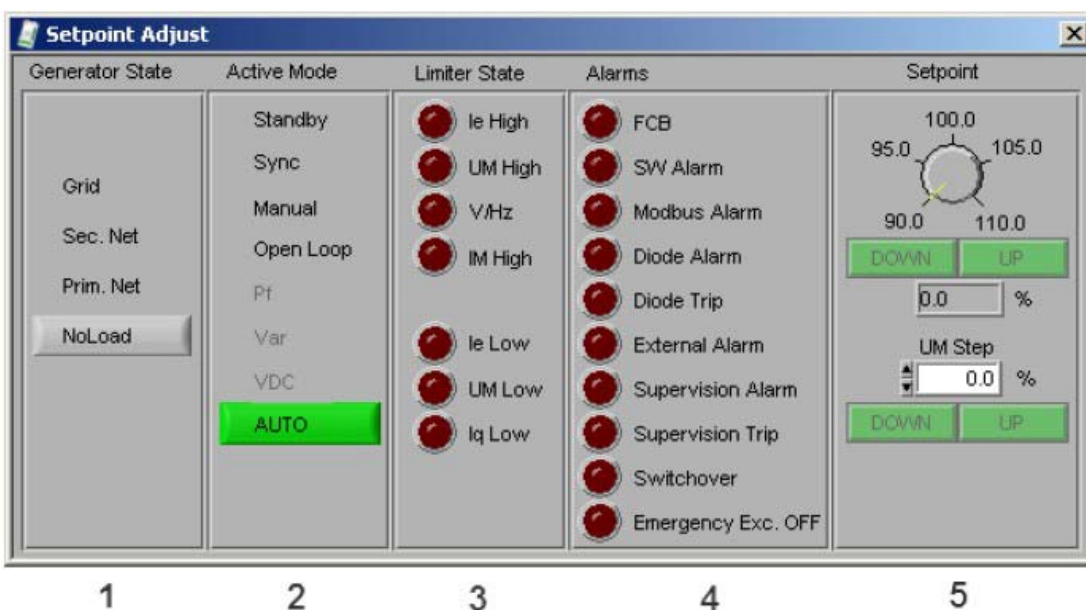 Setpoint Adjust
Generator State
Grid
Sec. Net
Prim. Net
NoLoad
Active Mode
Standby
Sync
Manual
Open Loop
Pf
Var
VDC
AUTO
Limiter State
Ie High
UM High
V/Hz
IM High
Ie Low
UM Low
Iq Low
Alarms
FCB
SW Alarm
Modbus Alarm
Diode Alarm
Diode Trip
External Alarm
Supervision Alarm
Supervision Trip
Switchover
Emergency Exc. OFF
Setpoint
100.0
95.0 105.0
90.0 110.0
DOWN UP
0.0 %
UM Step
0.0 %
DOWN UP
1 2 3 4 5